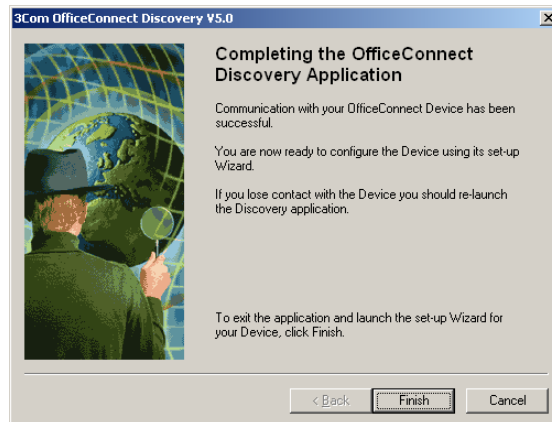 3Com OfficeConnect Discovery V5.0
Completing the OfficeConnect
Discovery Application
Communication with your OfficeConnect Device has been
successful.
You are now ready to configure the Device using its set-up
Wizard.
If you lose contact with the Device you should re-launch
the Discovery application.
To exit the application and launch the set-up Wizard for
your Device, click Finish.
< Back
Finish
Cancel